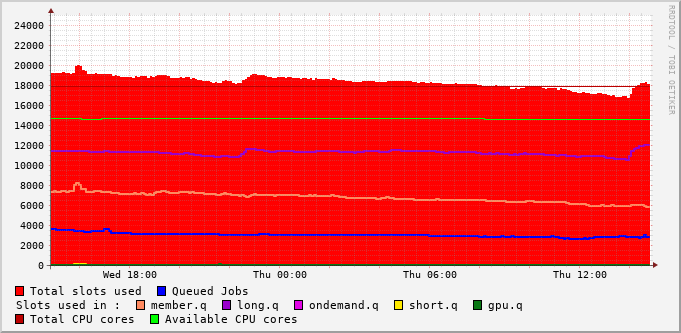 24000
22000
20000
18000
16000
14000
12000
10000
8000
6000
4000
2000
0
Wed 18:00 Thu 00:00 Thu 06:00 Thu 12:00
RRDTOOL / TOBI OETIKER
Total slots used Queued Jobs
Slots used in : member.q long.q ondemand.q short.q gpu.q
Total CPU cores Available CPU cores